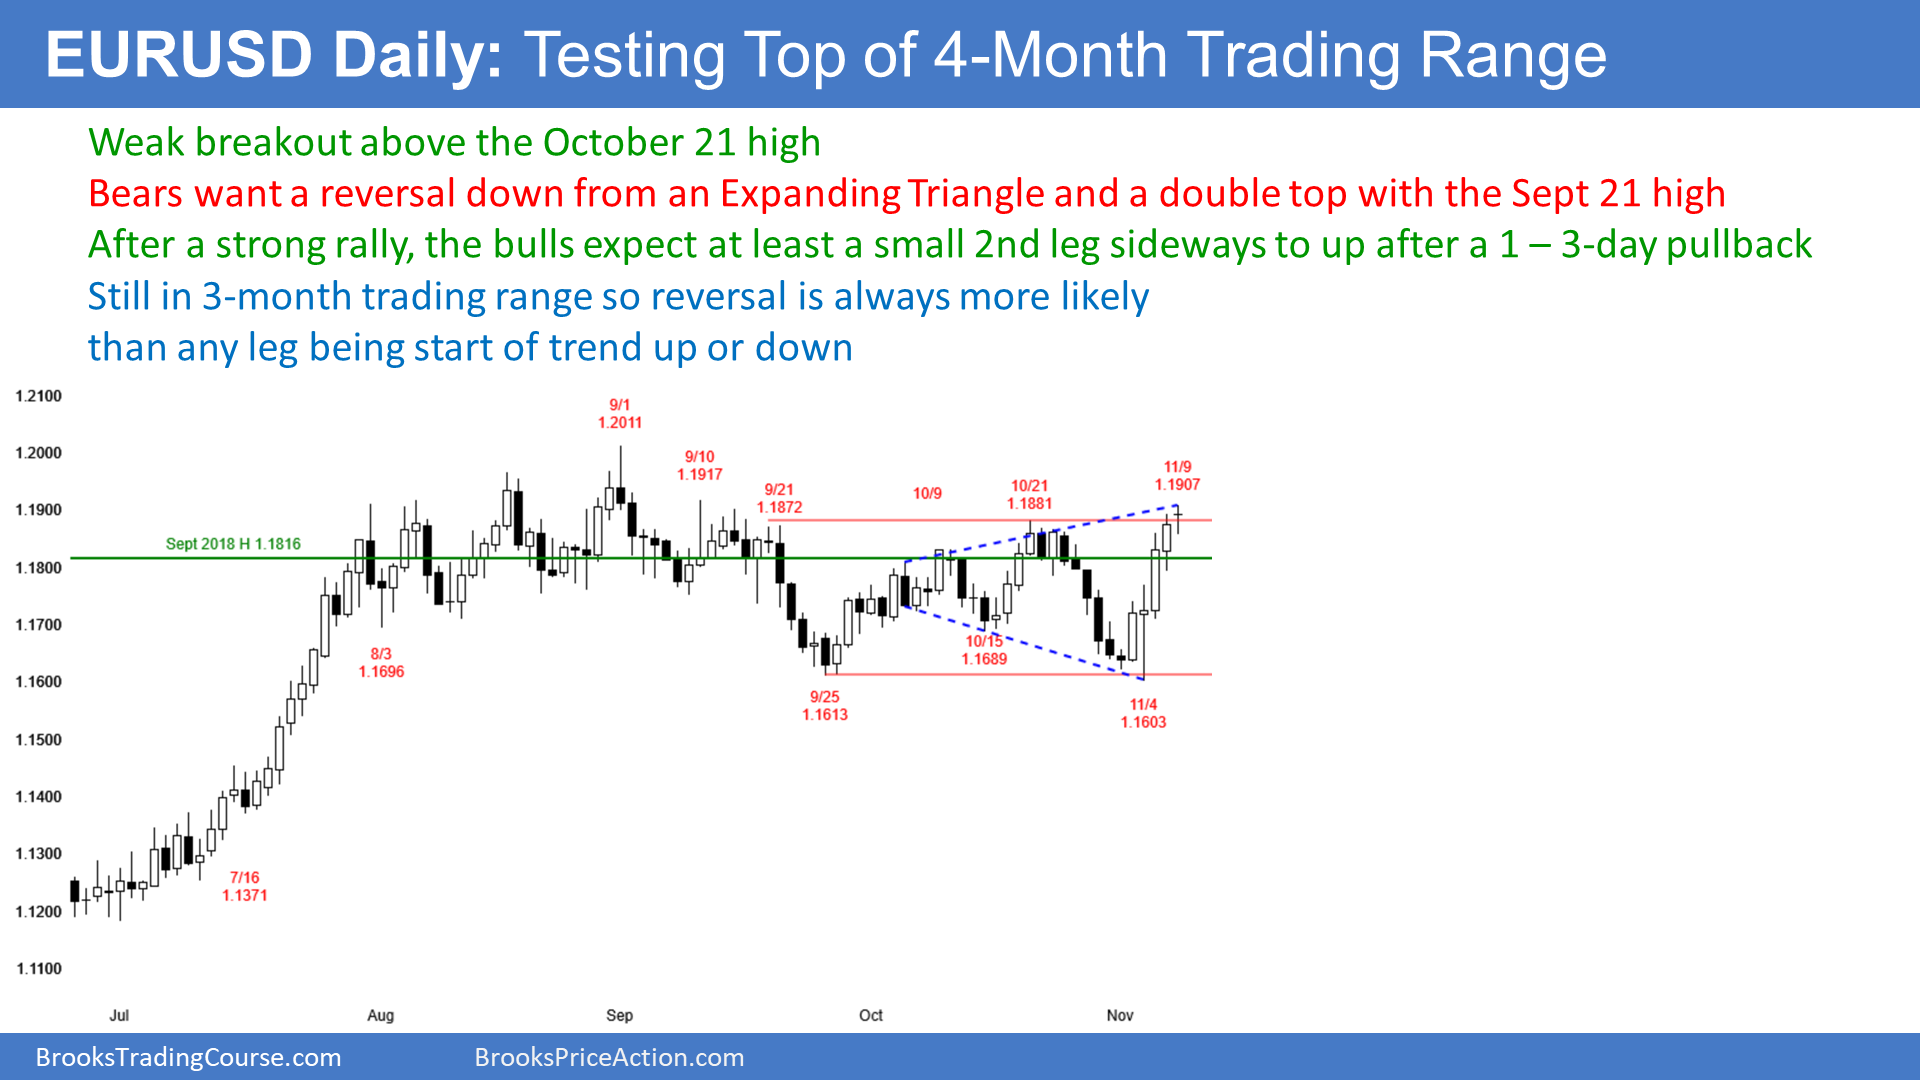 EURUSD Daily: Testing Top of 4-Month Trading Range
Weak breakout above the October 21 high
Bears want a reversal down from an Expanding Triangle and a double top with the Sept 21 high
After a strong rally, the bulls expect at least a small 2nd leg sideways to up after a 1 – 3-day pullback
Still in 3-month trading range so reversal is always more likely
than any leg being start of trend up or down
1.2100
1.2000
1.1900
1.1800
1.1700
1.1600
1.1500
1.1400
1.1300
1.1200
1.1100
Sept 2018 H 1.1816
7/16
1.1371
8/3
1.1696
9/1
1.2011
9/10
1.1917
9/21
1.1872
9/25
1.1613
10/9
10/15
1.1689
10/21
1.1881
11/4
1.1603
11/9
1.1907
Jul
Aug
Sep
Oct
Nov
BrooksTradingCourse.com
BrooksPriceAction.com